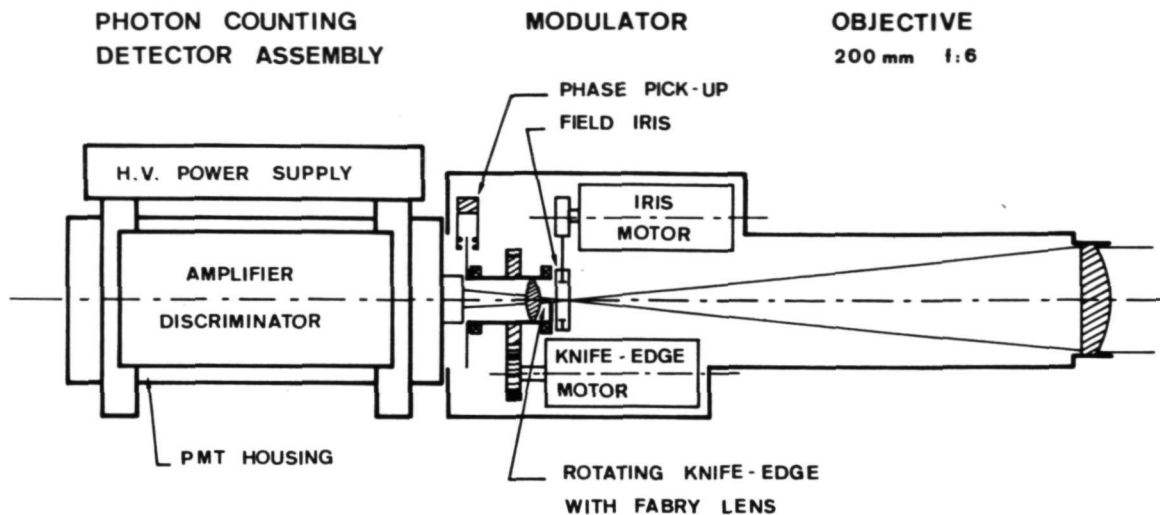 PHOTON COUNTING
DETECTOR ASSEMBLY
MODULATOR
OBJECTIVE
200 mm f:6
PHASE PICK-UP
FIELD IRIS
H.V. POWER SUPPLY
IRIS
MOTOR
AMPLIFIER
DISCRIMINATOR
KNIFE-EDGE
MOTOR
PMT HOUSING
ROTATING KNIFE-EDGE
WITH FABRY LENS